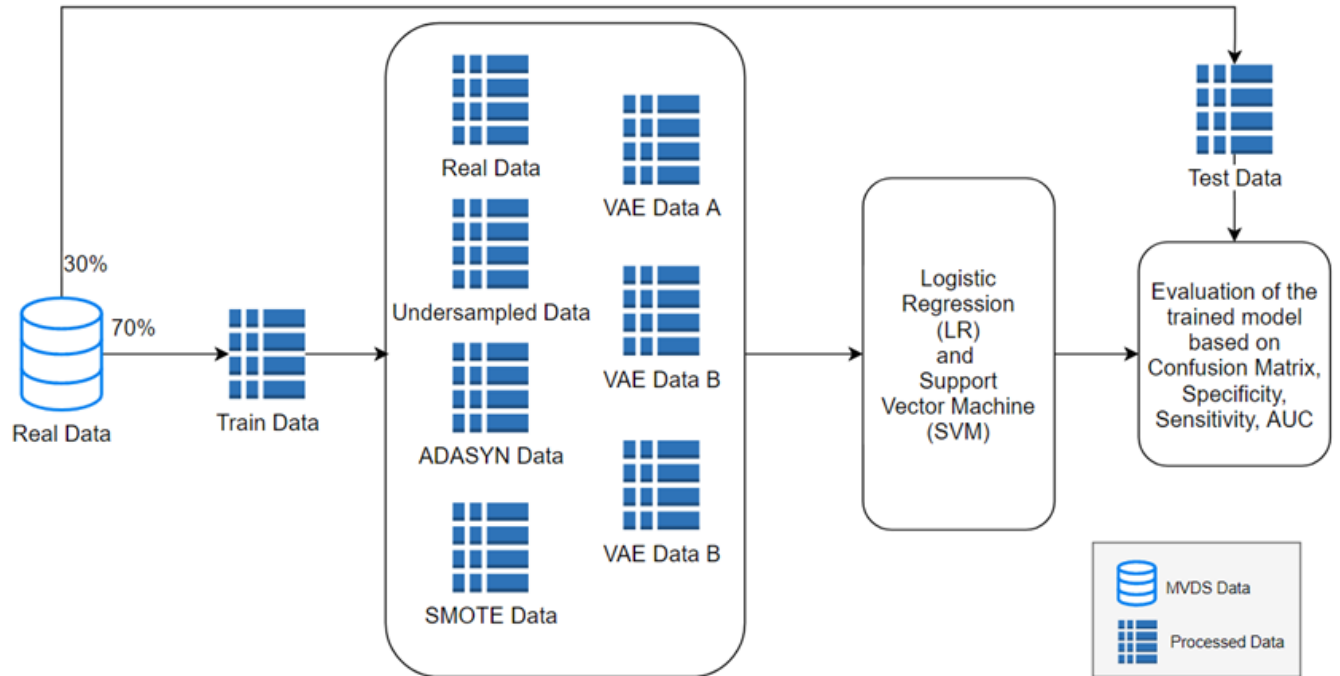 30%
70%
Real Data
Train Data
Real Data
Undersampled Data
ADASYN Data
SMOTE Data
VAE Data A
VAE Data B
VAE Data B
Logistic
Regression
(LR)
and
Support
Vector Machine
(SVM)
Test Data
Evaluation of the
trained model
based on
Confusion Matrix,
Specificity,
Sensitivity, AUC
MVDS Data
Processed Data